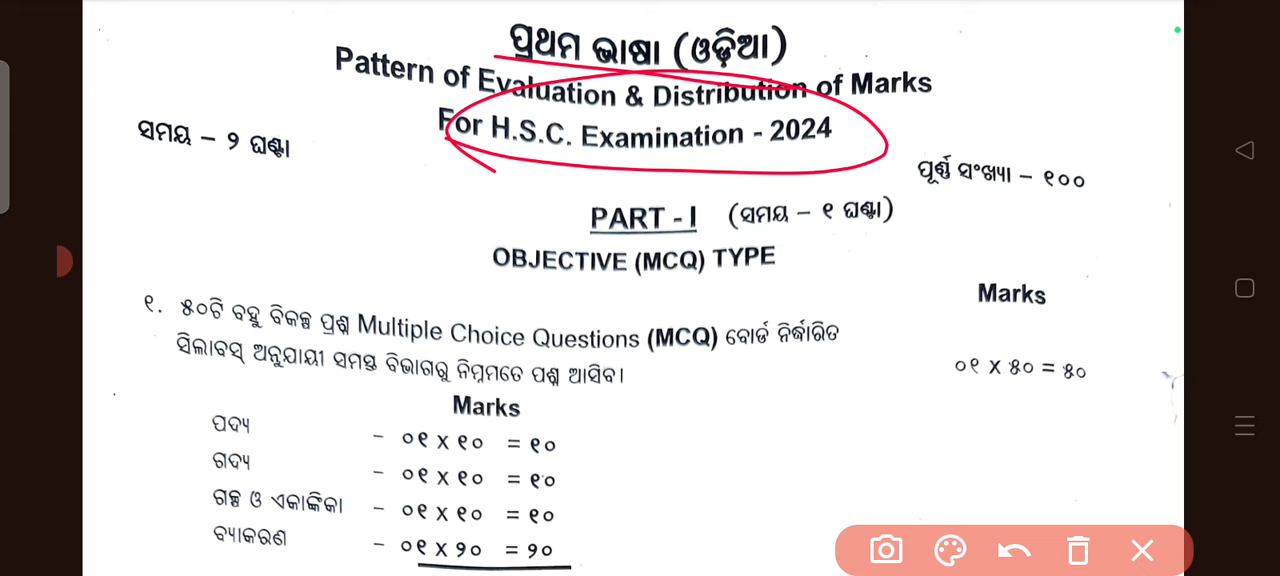 ପ୍ରଥମ ଭାଷା (ଓଡ଼ିଆ)
Pattern of Evaluation & Distribution of Marks
For H.S.C. Examination - 2024
ସମୟ – ୨ ଘଣ୍ଟା
ପୂର୍ଣ୍ଣ ସଂଖ୍ୟା – ୧୦୦
PART - I (ସମୟ – ୧ ଘଣ୍ଟା)
OBJECTIVE (MCQ) TYPE
Marks
୧. ୫୦ଟି ବହୁ ବିକଳ୍ପ ପ୍ରଶ୍ନ Multiple Choice Questions (MCQ) ବୋର୍ଡ ନିର୍ଦ୍ଧାରିତ
ସିଲାବସ୍ ଅନୁଯାୟୀ ସମସ୍ତ ବିଭାଗରୁ ନିମ୍ନମତେ ପଶ୍ନ ଆସିବ। ୦୧ X ୫୦ = ୫୦
Marks
ପଦ୍ୟ – ୦୧ X ୧୦ = ୧୦
ଗଦ୍ୟ – ୦୧ X ୧୦ = ୧୦
ଗଳ୍ପ ଓ ଏକାଙ୍କିକା – ୦୧ X ୧୦ = ୧୦
ବ୍ୟାକରଣ – ୦୧ X ୨୦ = ୨୦